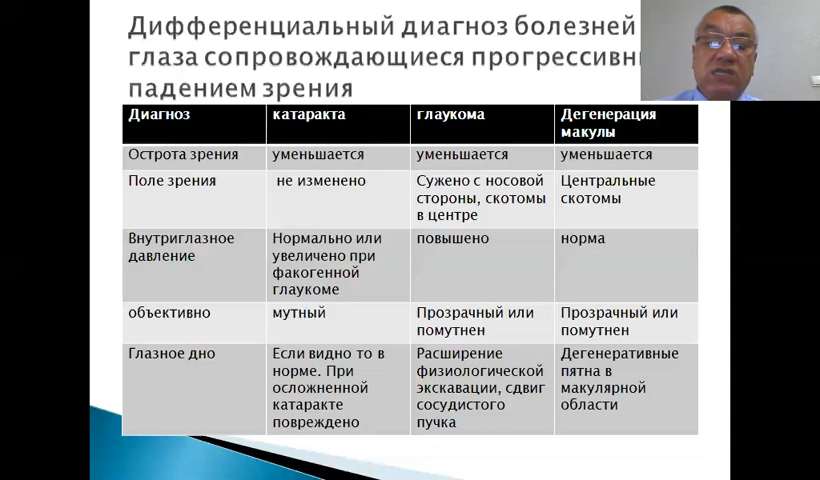 Дифференциальный диагноз болезней
глаза сопровождающиеся
падением зрения
Диагноз
катаракта
глаукома
Дегенерация
макулы
Острота зрения
уменьшается
уменьшается
уменьшается
Поле зрения
не изменено
Сужено с носовой
стороны, скотомы
в центре
Центральные
скотомы
Внутриглазное
давление
Нормально или
увеличено при
факогенной
глаукоме
повышено
норма
объективно
мутный
Прозрачный или
помутнен
Прозрачный или
помутнен
Глазное дно
Если видно то в
норме. При
осложненной
катаракте
повреждено
Расширение
физиологической
экскавации, сдвиг
сосудистого
пучка
Дегенеративные
пятна в
макулярной
области